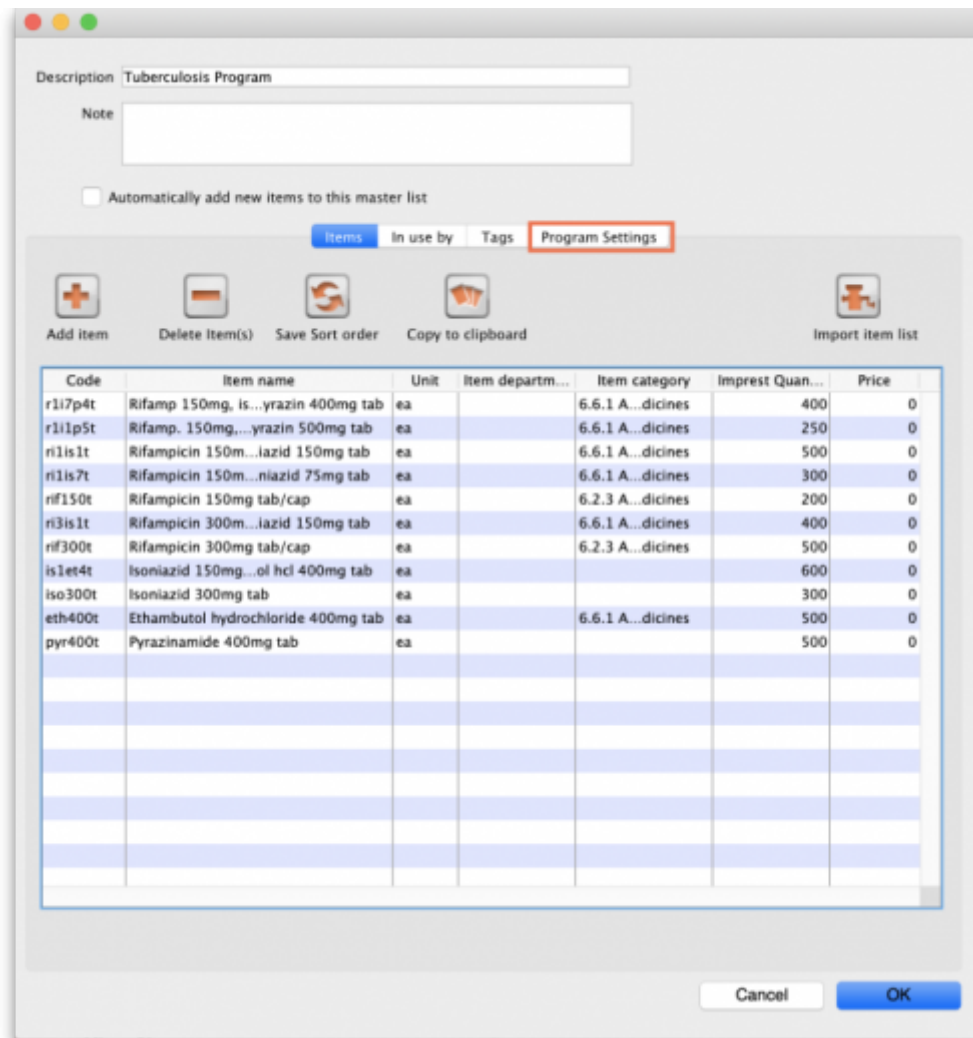 Description Tuberculosis Program
Note
Automatically add new items to this master list
Items In use by Tags Program Settings
Add item Delete Item(s) Save Sort order Copy to clipboard Import item list
Code Item name Unit Item departm... Item category Imprest Quan... Price
r1i7p4t Rifamp 150mg, is...yrazin 400mg tab ea 6.6.1 A...dicines 400 0
r1i1p5t Rifamp. 150mg,...yrazin 500mg tab ea 6.6.1 A...dicines 250 0
ri1is1t Rifampicin 150m...iazid 150mg tab ea 6.6.1 A...dicines 500 0
ri1is7t Rifampicin 150m...niazid 75mg tab ea 6.6.1 A...dicines 300 0
rif150t Rifampicin 150mg tab/cap ea 6.2.3 A...dicines 200 0
ri3is1t Rifampicin 300m...iazid 150mg tab ea 6.6.1 A...dicines 400 0
rif300t Rifampicin 300mg tab/cap ea 6.2.3 A...dicines 500 0
is1et4t Isoniazid 150mg...ol hcl 400mg tab ea 600 0
iso300t Isoniazid 300mg tab ea 300 0
eth400t Ethambutol hydrochloride 400mg tab ea 6.6.1 A...dicines 500 0
pyr400t Pyrazinamide 400mg tab ea 500 0
Cancel OK